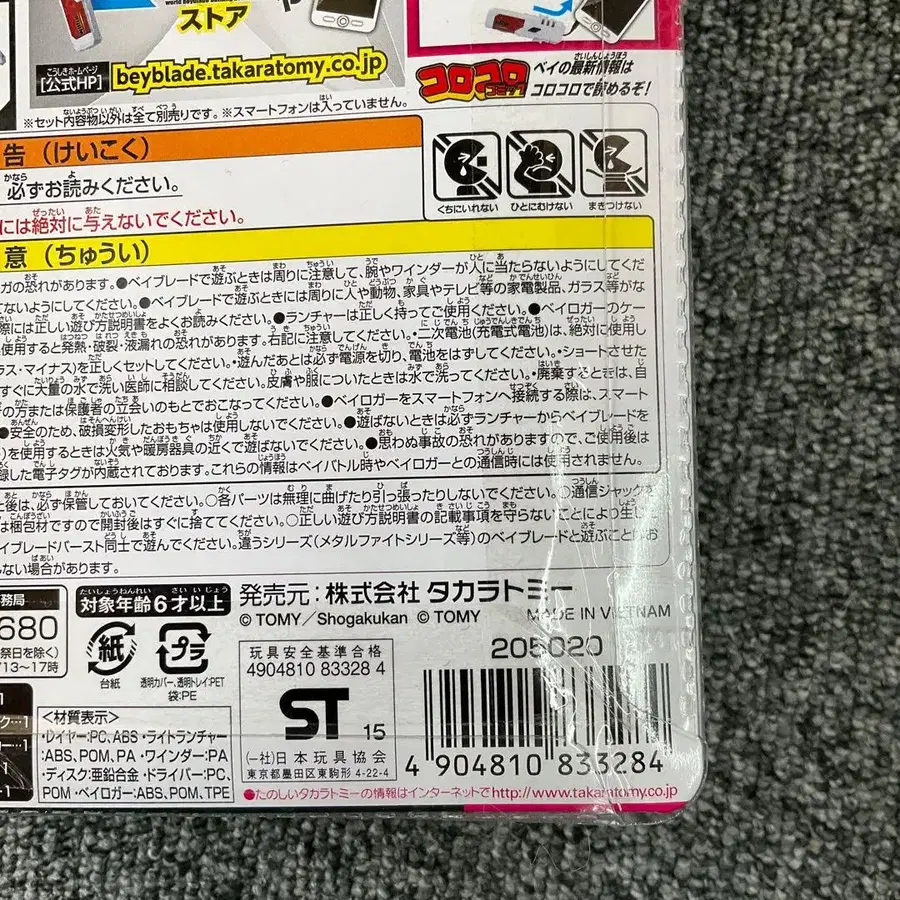 ストア
こうしきホームページ
[公式HP] beyblade.takaratomy.co.jp
※セット内容物以外は全て別売りです。※スマートフォンは入っていません。
コロコロコミック
ベイの最新情報は
コロコロで読めるぞ!
告（けいこく）
必ずお読みください。
には絶対に与えないでください。
くちにいれない ひとにむけない まきつけない
意（ちゅうい）
ガの恐れがあります。●ベイブレードで遊ぶときは周りに注意して、腕やワインダーが人に当たらないようにしてくだ
てないようにしてください。●ベイブレードで遊ぶときには周りに人や動物、家具やテレビ等の家電製品、ガラス等がな
際には正しい遊び方説明書をよくお読みください。●ランチャーは正しく持ってご使用ください。●ベイロガーのケー
使用すると発熱・破裂・液漏れの恐れがあります。右記に注意してください。・二次電池(充電式電池)は、絶対に使用し
ラス・マイナス)を正しくセットしてください。・遊んだあとは必ず電源を切り、電池をはずしてください。・ショートさせた
すぐに大量の水で洗い医師に相談してください。皮膚や服についたときは水で洗ってください。・廃棄するときは、自
の方または保護者の立会いのもとでおこなってください。●ベイロガーをスマートフォンへ接続する際は、スマート
●安全のため、破損変形したおもちゃは使用しないでください。●遊ばないときは必ずランチャーからベイブレードを
を使用するときは火気や暖房器具の近くで遊ばないでください。●思わぬ事故の恐れがありますので、ご使用後は
録した電子タグが内蔵されております。これらの情報はベイバトル時やベイロガーとの通信時には使用されません。
上後は、必ず保管しておいてください。○各パーツは無理に曲げたり引っ張ったりしないでください。○通信ジャックを
は梱包材ですので開封後はすぐに捨ててください。○正しい遊び方説明書の記載事項を守らないことにより生じ
イブレードバースト同士で遊んでください。違うシリーズ(メタルファイトシリーズ等)のベイブレードと遊ぶことはお
ない場合があります。
務局
680
祭日を除く)
/13〜17時
対象年齢6才以上
紙
台紙
プラ
透明カバー、透明トレイ:PET
袋:PE
発売元：株式会社 タカラトミー
© TOMY／Shogakukan © TOMY
MADE IN VIETNAM
205020
玩具安全基準合格
4904810 83328 4
ST
15
(一社)日本玩具協会
東京都墨田区東駒形 4-22-4
<材質表示>
・レイヤー:PC、ABS・ライトランチャー
:ABS、POM、PA・ワインダー:PA
・ディスク:亜鉛合金・ドライバー:PC、
POM・ベイロガー:ABS、POM、TPE
4 904810 833284
●たのしいタカラトミーの情報はインターネットでhttp://www.takaratomy.co.jp